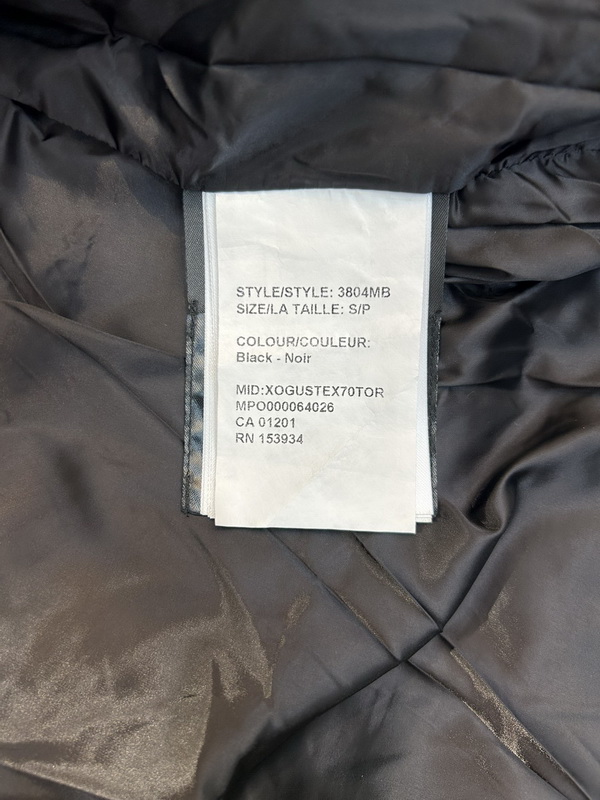 STYLE/STYLE: 3804MB
SIZE/LA TAILLE: S/P
COLOUR/COULEUR:
Black - Noir
MID:XOGUSTEX70TOR
MPO000064026
CA 01201
RN 153934